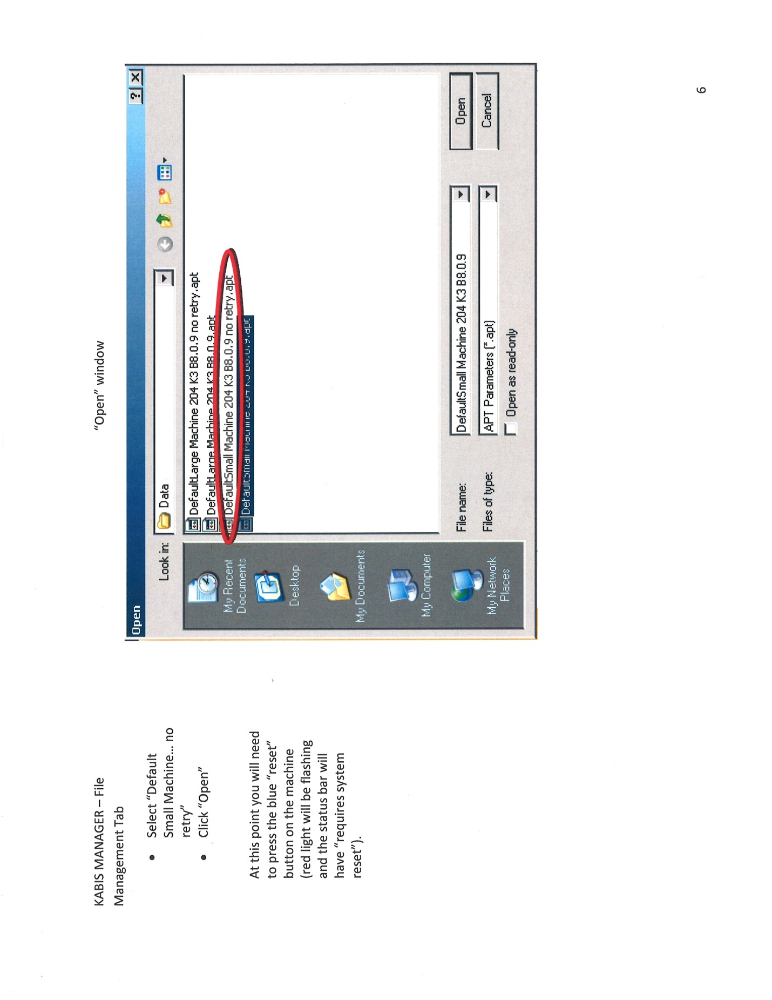 KABIS MANAGER – File
Management Tab
• Select “Default
Small Machine... no
retry”
• Click “Open”
At this point you will need
to press the blue “reset”
button on the machine
(red light will be flashing
and the status bar will
have “requires system
reset”).
“Open” window
Open
Look in: Data
My Recent
Documents
Desktop
My Documents
My Computer
My Network
Places
DefaultLarge Machine 204 K3 B8.0.9 no retry.apt
DefaultLarge Machine 204 K3 B8.0.9.apt
DefaultSmall Machine 204 K3 B8.0.9 no retry.apt
DefaultSmall Machine 204 K3 B8.0.9.apt
File name: DefaultSmall Machine 204 K3 B8.0.9 Open
Files of type: APT Parameters (*.apt) Cancel
Open as read-only
6